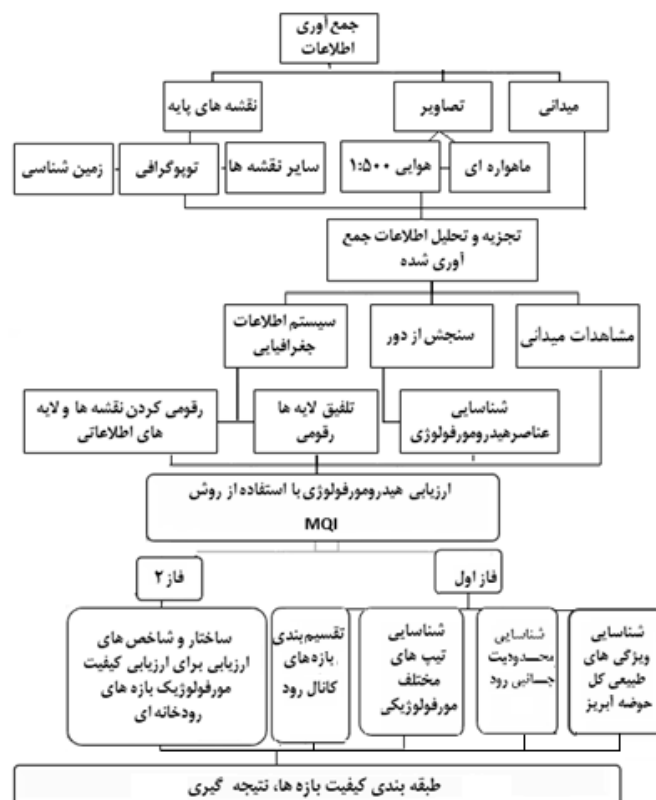 جمع آوری
اطلاعات
میدانی
تصاویر
نقشه های پایه
ماهواره ای
هوایی ۱:۵۰۰
سایر نقشه ها
توپوگرافی
زمین شناسی
تجزیه و تحلیل اطلاعات جمع
آوری شده
مشاهدات میدانی
سنجش از دور
سیستم اطلاعات
جغرافیایی
شناسایی
عناصرهیدرومورفولوژی
تلفیق لایه ها
رقومی
رقومی کردن نقشه ها و لایه
های اطلاعاتی
ارزیابی هیدرومورفولوژی با استفاده از روش
MQI
فاز اول
فاز ۲
شناسایی
ویژگی های
طبیعی کل
حوضه آبریز
شناسایی
محدودیت
جانبی رود
شناسایی
تیپ های
مختلف
مورفولوژیکی
تقسیم بندی
بازه های
کانال رود
ساختار و شاخص های
ارزیابی برای ارزیابی کیفیت
مورفولوژیک بازه های
رودخانه ای
طبقه بندی کیفیت بازه ها، نتیجه گیری